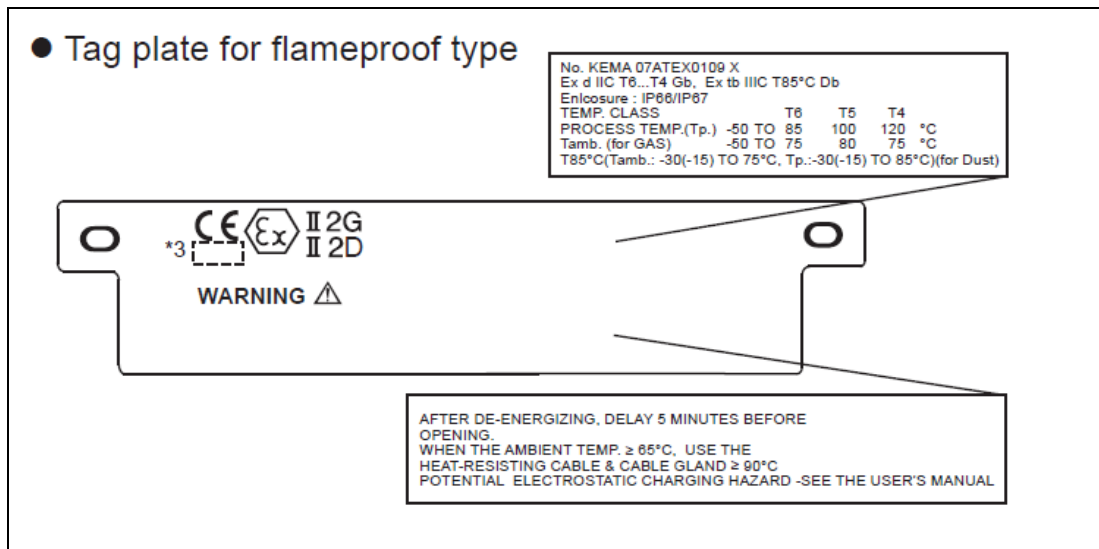 ● Tag plate for flameproof type
No. KEMA 07ATEX0109 X
Ex d IIC T6...T4 Gb, Ex tb IIIC T85°C Db
Enlcosure : IP66/IP67
TEMP. CLASS T6 T5 T4
PROCESS TEMP.(Tp.) -50 TO 85 100 120 °C
Tamb. (for GAS) -50 TO 75 80 75 °C
T85°C(Tamb.: -30(-15) TO 75°C, Tp.:-30(-15) TO 85°C)(for Dust)
CE Ex II 2G
*3 II 2D
WARNING ⚠
AFTER DE-ENERGIZING, DELAY 5 MINUTES BEFORE
OPENING.
WHEN THE AMBIENT TEMP. ≥ 65°C, USE THE
HEAT-RESISTING CABLE & CABLE GLAND ≥ 90°C
POTENTIAL ELECTROSTATIC CHARGING HAZARD -SEE THE USER'S MANUAL